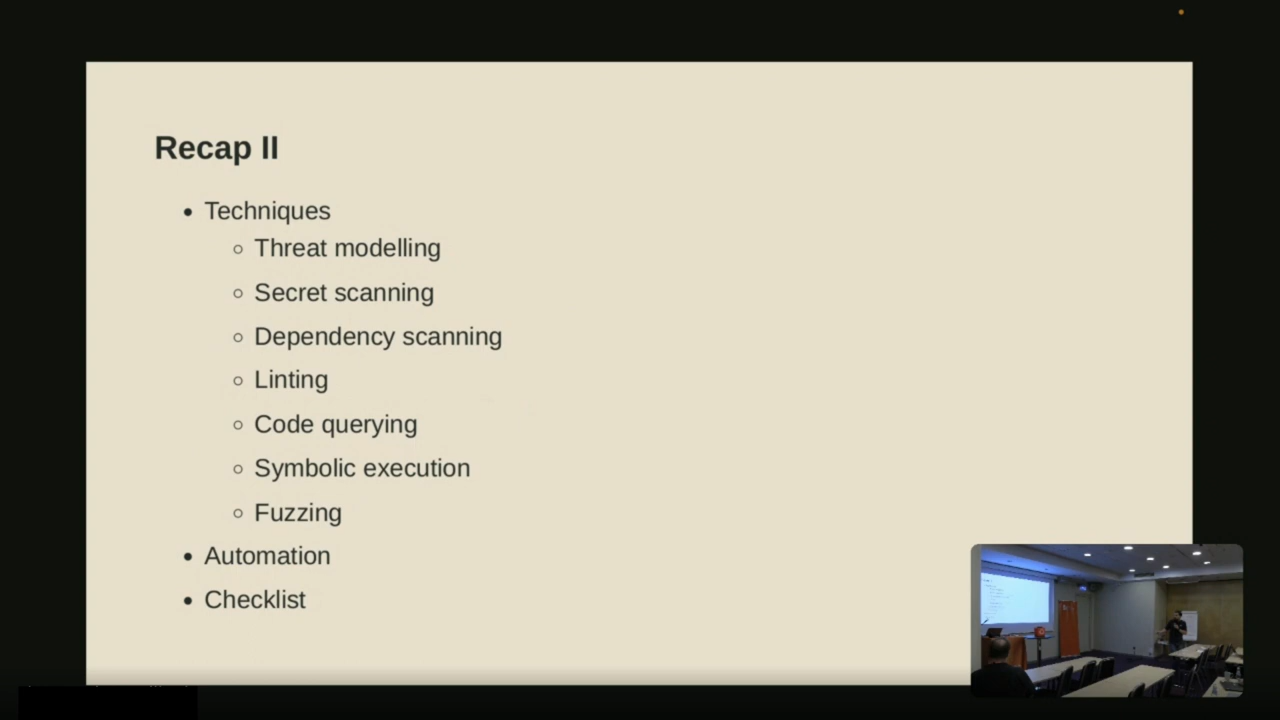 Recap II
Techniques
Threat modelling
Secret scanning
Dependency scanning
Linting
Code querying
Symbolic execution
Fuzzing
Automation
Checklist